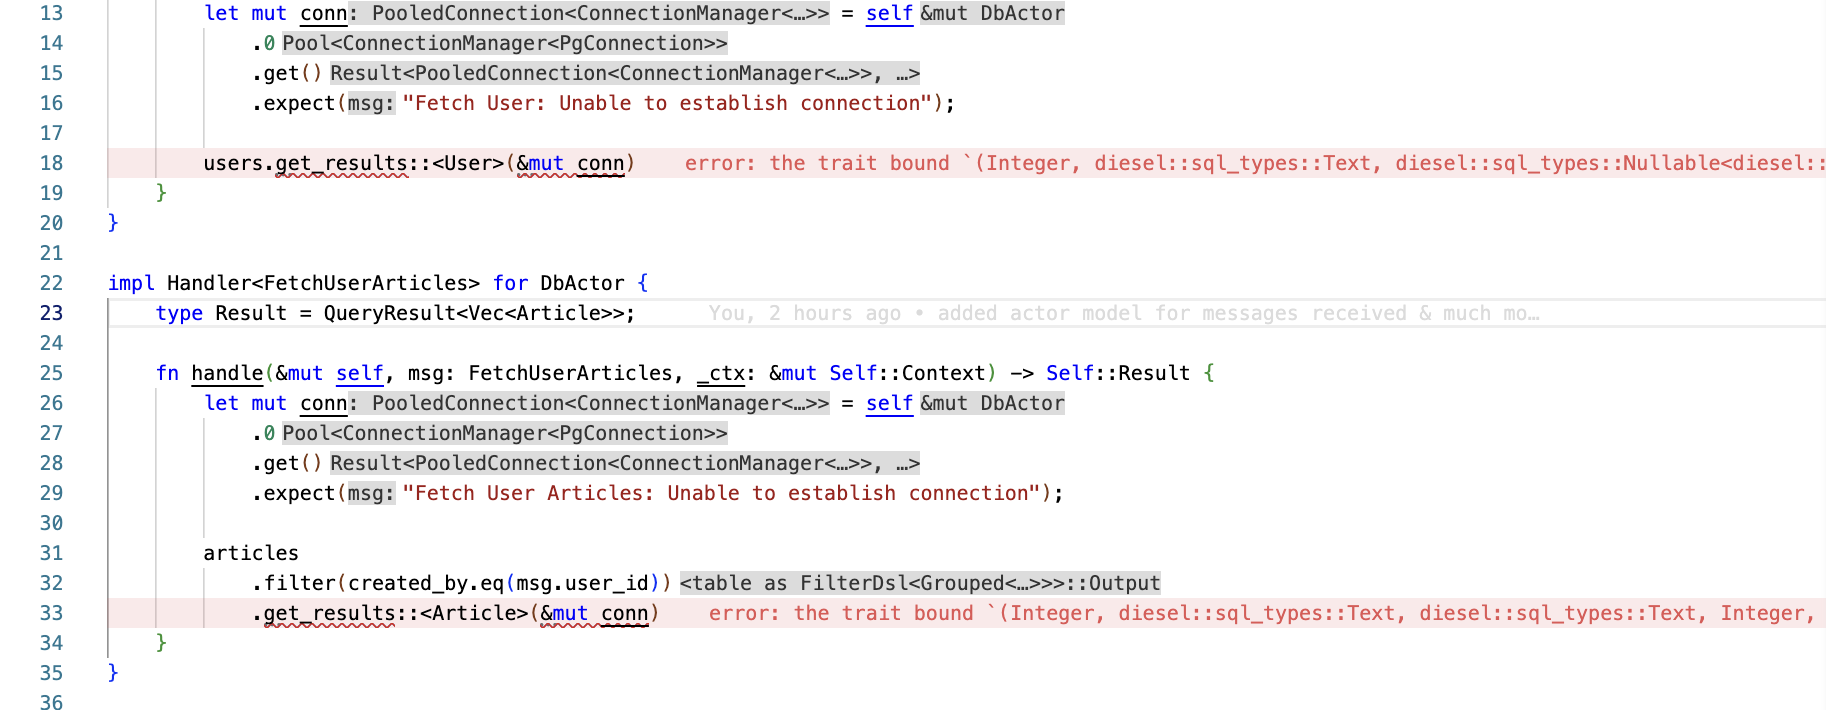 13 let mut conn: PooledConnection<ConnectionManager<…>> = self &mut DbActor
14 .0 Pool<ConnectionManager<PgConnection>>
15 .get() Result<PooledConnection<ConnectionManager<…>>, …>
16 .expect(msg: "Fetch User: Unable to establish connection");
17
18 users.get_results::<User>(&mut conn) error: the trait bound `(Integer, diesel::sql_types::Text, diesel::sql_types::Nullable<diesel::
19 }
20 }
21
22 impl Handler<FetchUserArticles> for DbActor {
23 type Result = QueryResult<Vec<Article>>; You, 2 hours ago • added actor model for messages received & much mo…
24
25 fn handle(&mut self, msg: FetchUserArticles, _ctx: &mut Self::Context) -> Self::Result {
26 let mut conn: PooledConnection<ConnectionManager<…>> = self &mut DbActor
27 .0 Pool<ConnectionManager<PgConnection>>
28 .get() Result<PooledConnection<ConnectionManager<…>>, …>
29 .expect(msg: "Fetch User Articles: Unable to establish connection");
30
31 articles
32 .filter(created_by.eq(msg.user_id)) <table as FilterDsl<Grouped<…>>>::Output
33 .get_results::<Article>(&mut conn) error: the trait bound `(Integer, diesel::sql_types::Text, diesel::sql_types::Text, Integer,
34 }
35 }
36